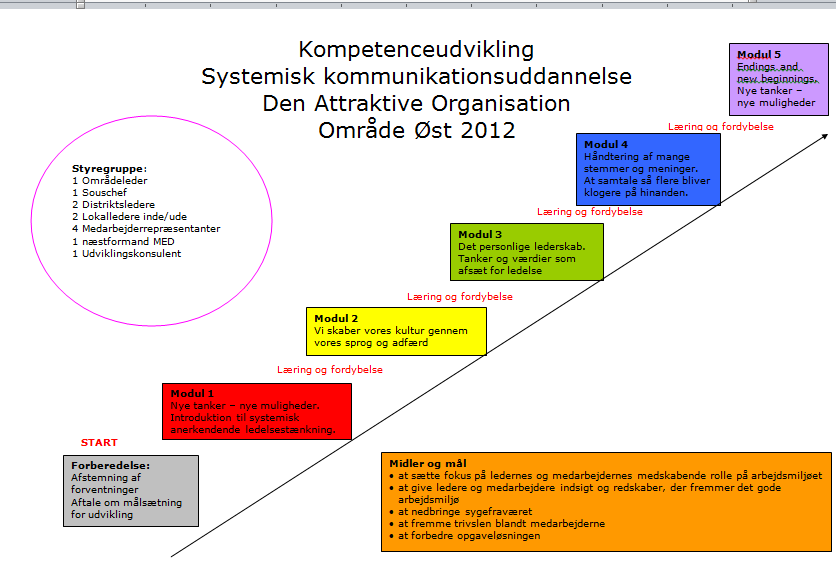 Kompetenceudvikling
Systemisk kommunikationsuddannelse
Den Attraktive Organisation
Område Øst 2012
Styregruppe:
1 Områdeleder
1 Souschef
2 Distriktsledere
2 Lokalledere inde/ude
4 Medarbejderrepræsentanter
1 næstformand MED
1 Udviklingskonsulent
Modul 5
Endings and
new beginnings.
Nye tanker –
nye muligheder
Læring og fordybelse
Modul 4
Håndtering af mange
stemmer og meninger.
At samtale så flere bliver
klogere på hinanden.
Læring og fordybelse
Modul 3
Det personlige lederskab.
Tanker og værdier som
afsæt for ledelse
Læring og fordybelse
Modul 2
Vi skaber vores kultur gennem
vores sprog og adfærd
Læring og fordybelse
Modul 1
Nye tanker – nye muligheder.
Introduktion til systemisk
anerkendende ledelsestænkning.
START
Forberedelse:
Afstemning af
forventninger
Aftale om målsætning
for udvikling
Midler og mål
• at sætte fokus på ledernes og medarbejdernes medskabende rolle på arbejdsmiljøet
• at give ledere og medarbejdere indsigt og redskaber, der fremmer det gode
arbejdsmiljø
• at nedbringe sygefraværet
• at fremme trivslen blandt medarbejderne
• at forbedre opgaveløsningen